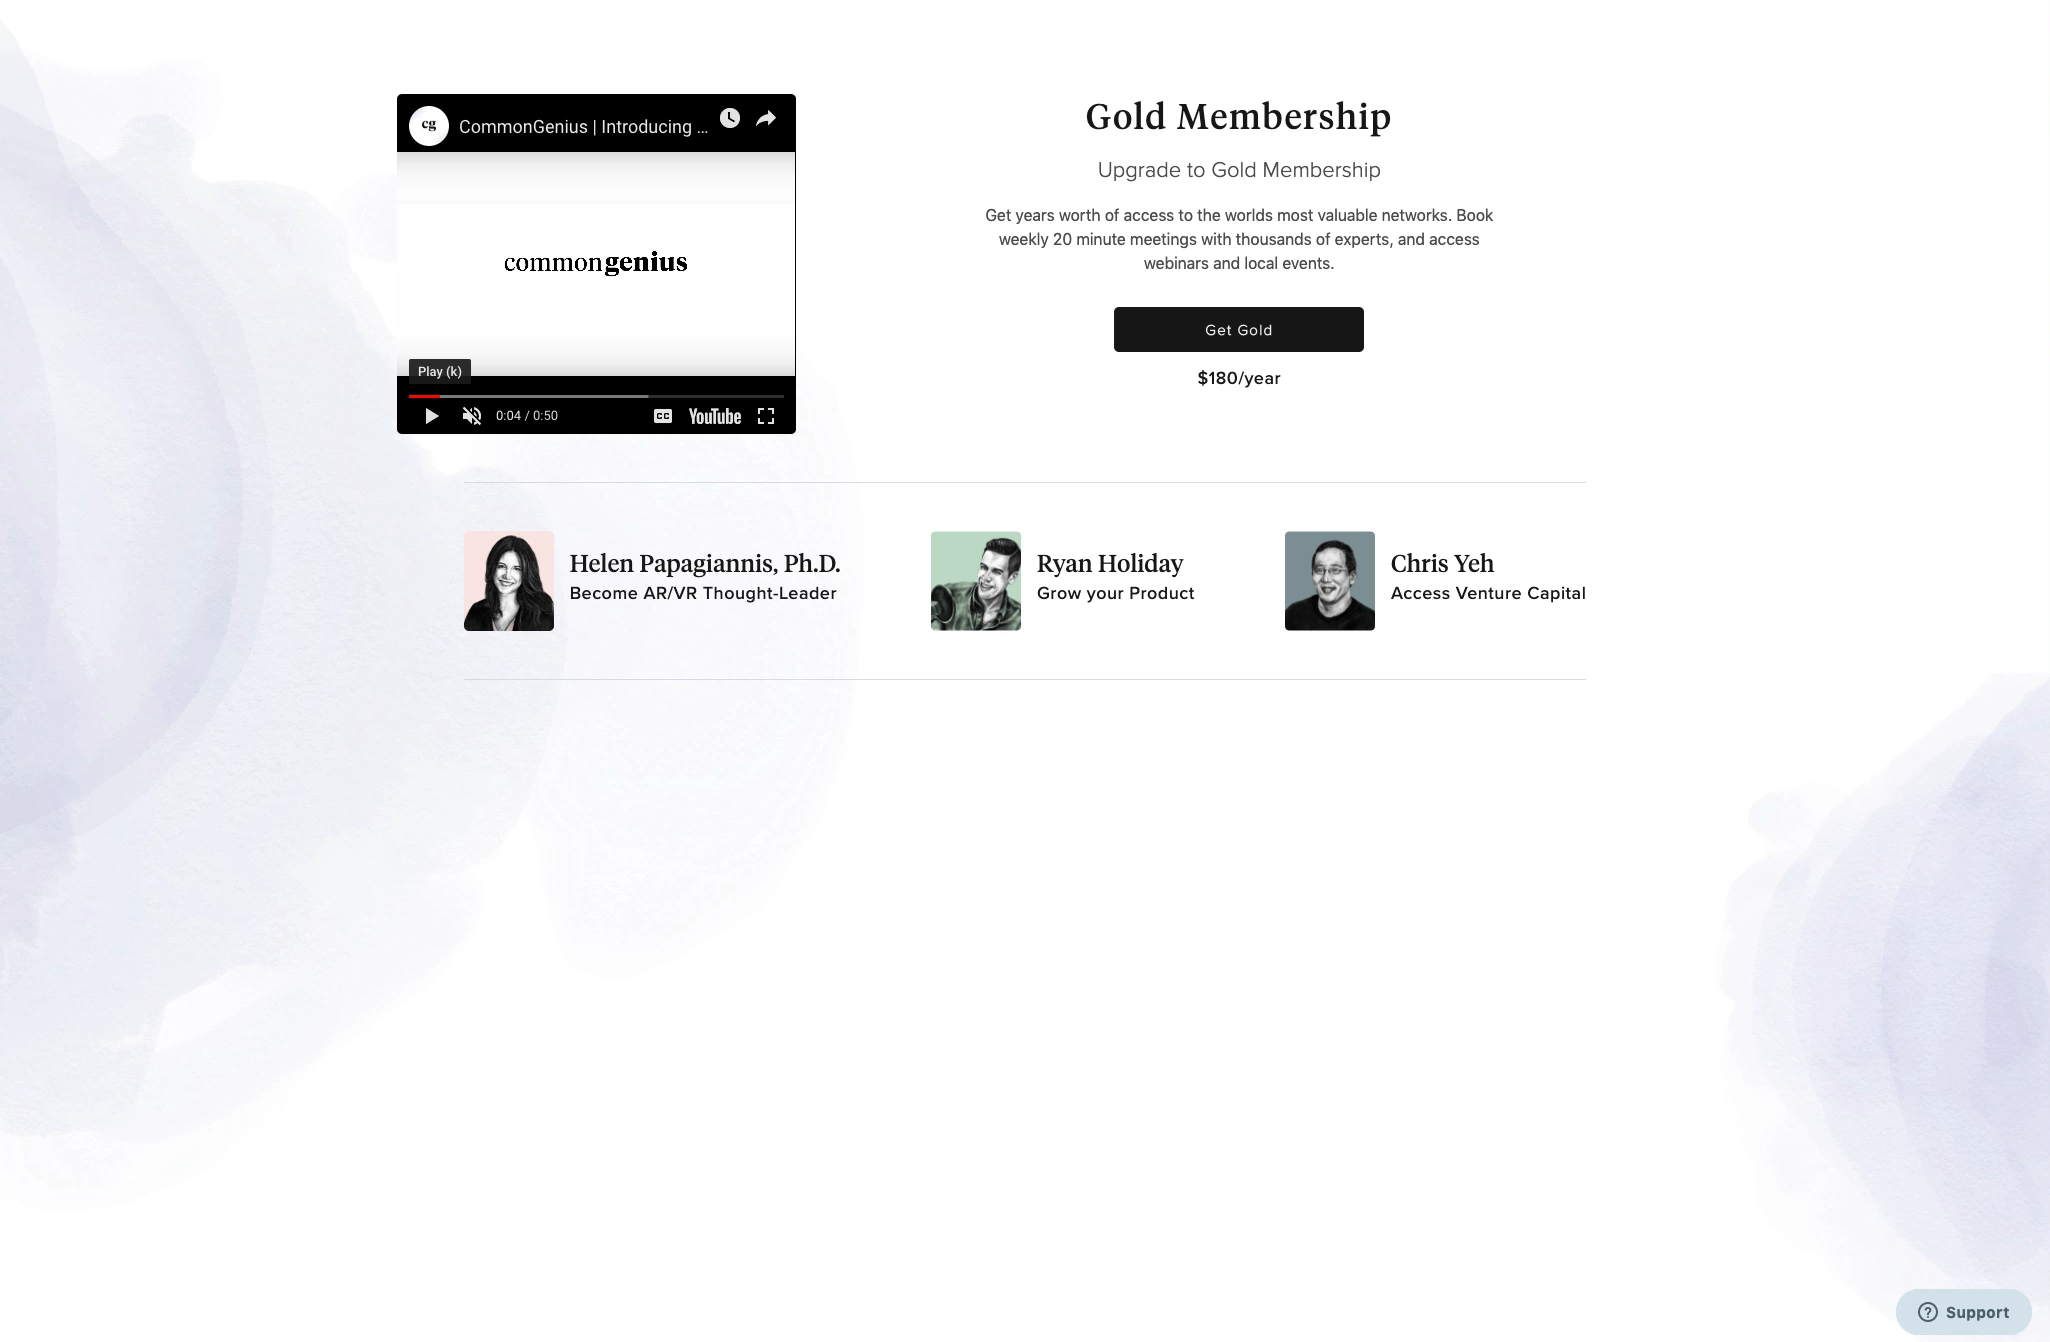 cg
CommonGenius | Introducing ...
commongenius
Play (k)
0:04 / 0:50
CC
YouTube
Gold Membership
Upgrade to Gold Membership
Get years worth of access to the worlds most valuable networks. Book
weekly 20 minute meetings with thousands of experts, and access
webinars and local events.
Get Gold
$180/year
Helen Papagiannis, Ph.D.
Become AR/VR Thought-Leader
Ryan Holiday
Grow your Product
Chris Yeh
Access Venture Capital
Support